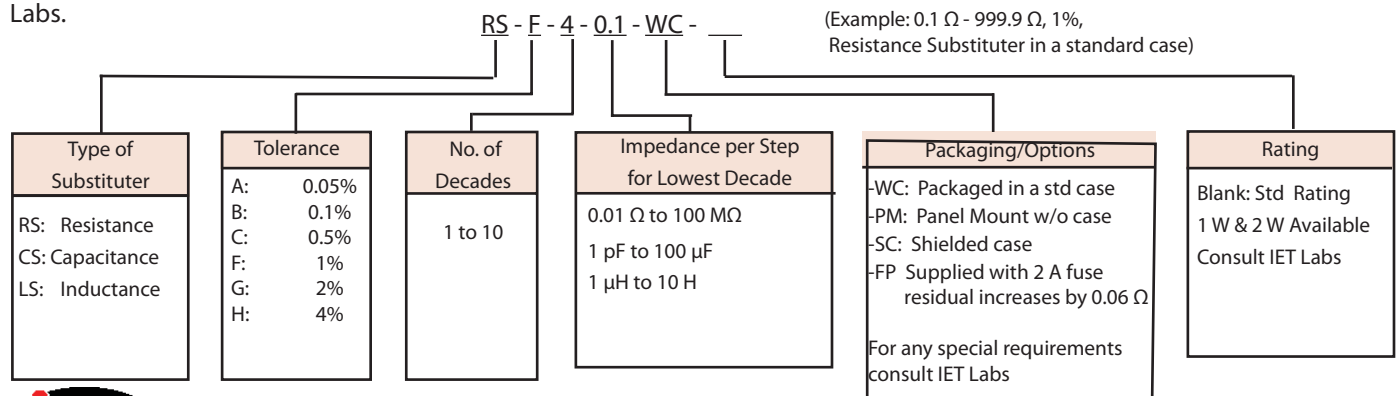 Labs.
RS - F - 4 - 0.1 - WC - __
(Example: 0.1 Ω - 999.9 Ω, 1%,
Resistance Substituter in a standard case)
Type of
Substituter
RS: Resistance
CS: Capacitance
LS: Inductance
Tolerance
A: 0.05%
B: 0.1%
C: 0.5%
F: 1%
G: 2%
H: 4%
No. of
Decades
1 to 10
Impedance per Step
for Lowest Decade
0.01 Ω to 100 MΩ
1 pF to 100 µF
1 µH to 10 H
Packaging/Options
-WC: Packaged in a std case
-PM: Panel Mount w/o case
-SC: Shielded case
-FP Supplied with 2 A fuse
residual increases by 0.06 Ω
For any special requirements
consult IET Labs
Rating
Blank: Std Rating
1 W & 2 W Available
Consult IET Labs